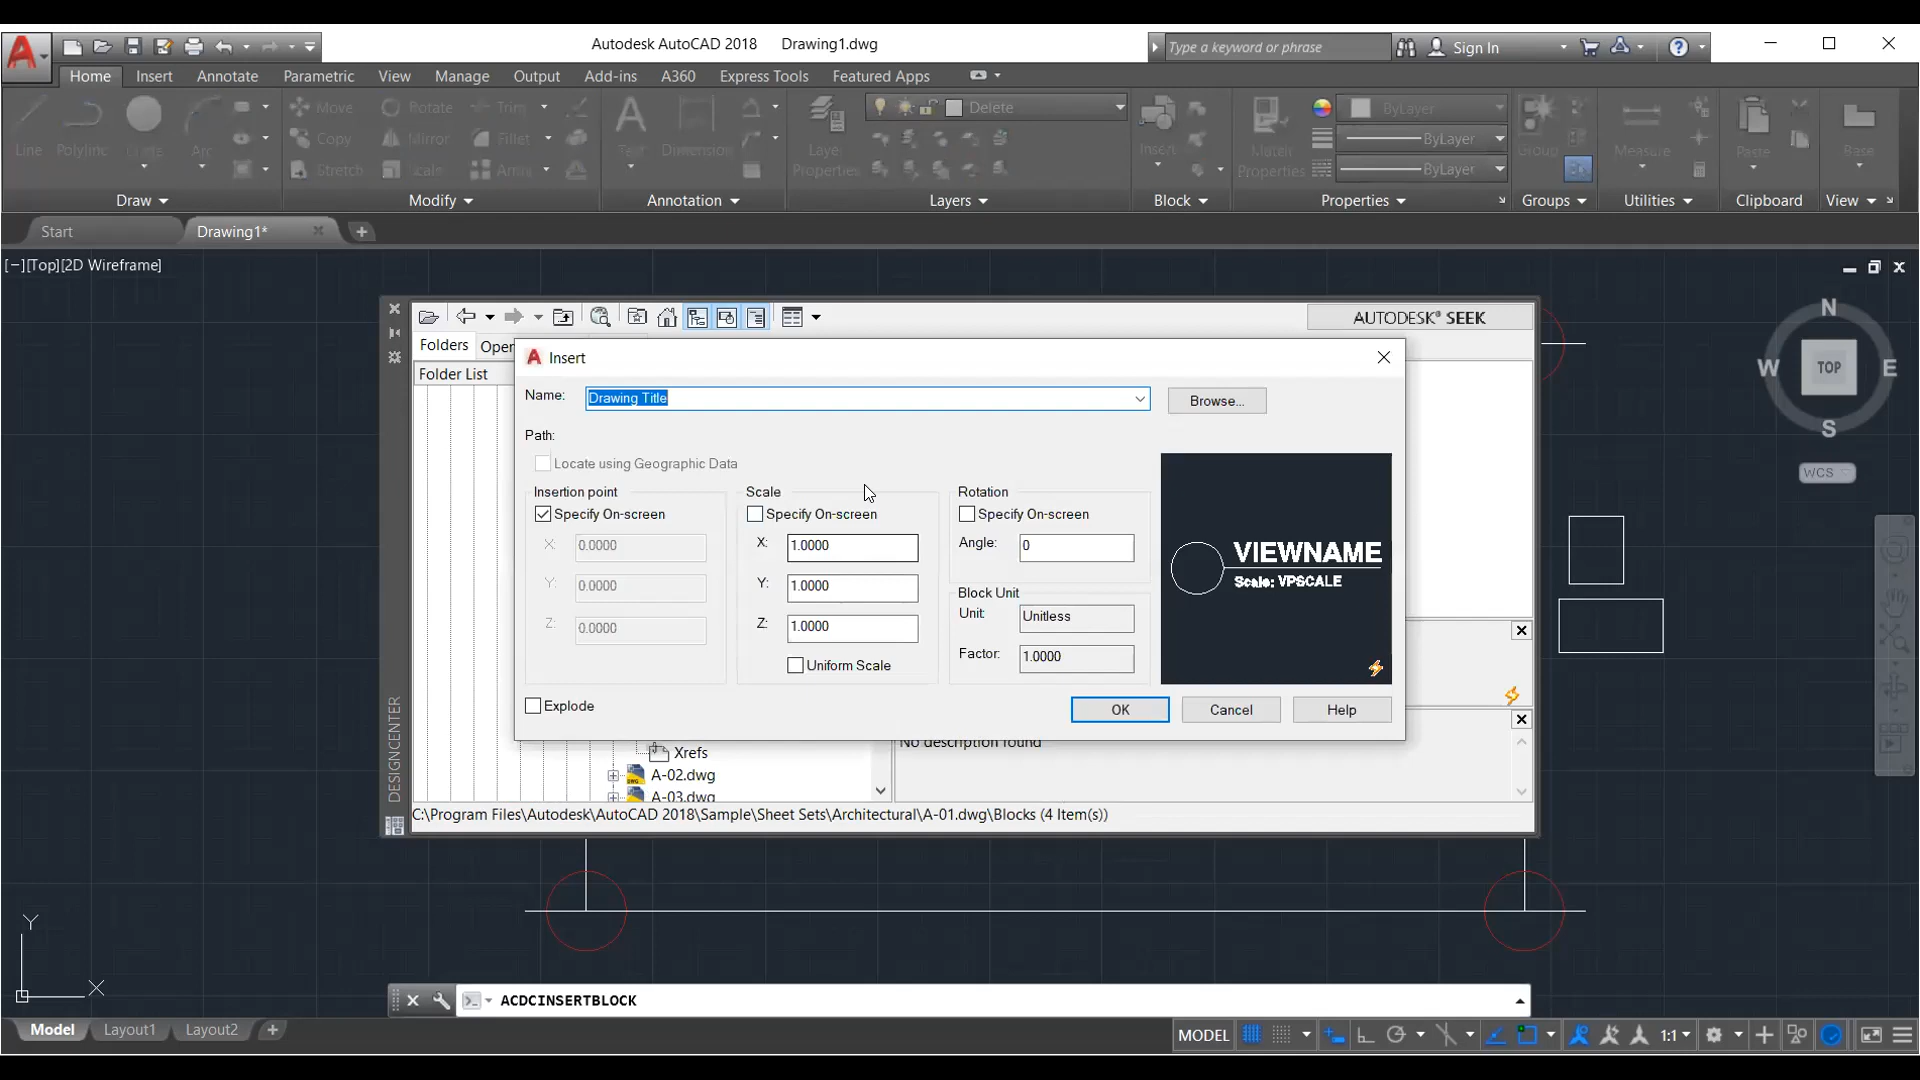 Autodesk AutoCAD 2018 Drawing1.dwg
Type a keyword or phrase
Sign In
Home Insert Annotate Parametric View Manage Output Add-ins A360 Express Tools Featured Apps
Line Polyline Circle Arc
Move Rotate Trim
Copy Mirror Fillet
Stretch Scale Array
Text Dimension
Layer Properties
Delete
Insert
Match Properties
ByLayer
ByLayer
ByLayer
Group
Measure
Paste
Base
Draw Modify Annotation Layers Block Properties Groups Utilities Clipboard View
Start Drawing1*
[−][Top][2D Wireframe]
N
W TOP E
S
WCS
AUTODESK® SEEK
Folders Open
Folder List
Insert
Name: Drawing Title Browse...
Path:
Locate using Geographic Data
Insertion point Scale Rotation
Specify On-screen Specify On-screen Specify On-screen
X: 0.0000 X: 1.0000 Angle: 0
Y: 0.0000 Y: 1.0000 Block Unit
Unit: Unitless
Z: 0.0000 Z: 1.0000
Factor: 1.0000
Uniform Scale
VIEWNAME
Scale: VPSCALE
Explode OK Cancel Help
DESIGNCENTER
No description found
Xrefs
A-02.dwg
A-03.dwg
C:\Program Files\Autodesk\AutoCAD 2018\Sample\Sheet Sets\Architectural\A-01.dwg\Blocks (4 Item(s))
Y
X
ACDCINSERTBLOCK
Model Layout1 Layout2
MODEL 1:1